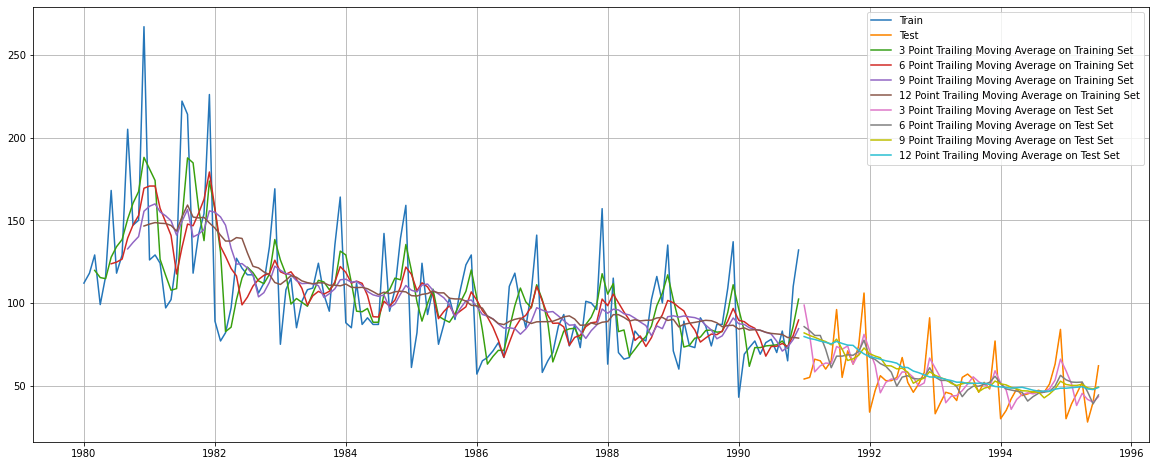 Train
Test
3 Point Trailing Moving Average on Training Set
6 Point Trailing Moving Average on Training Set
9 Point Trailing Moving Average on Training Set
12 Point Trailing Moving Average on Training Set
3 Point Trailing Moving Average on Test Set
6 Point Trailing Moving Average on Test Set
9 Point Trailing Moving Average on Test Set
12 Point Trailing Moving Average on Test Set
250
200
150
100
50
1980 1982 1984 1986 1988 1990 1992 1994 1996